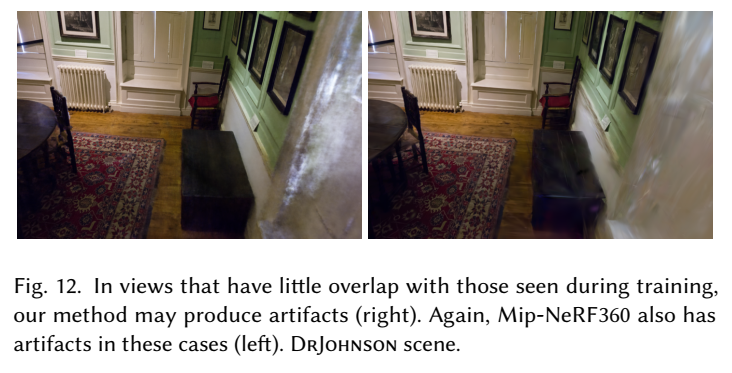 Fig. 12. In views that have little overlap with those seen during training,
our method may produce artifacts (right). Again, Mip-NeRF360 also has
artifacts in these cases (left). DRJOHNSON scene.